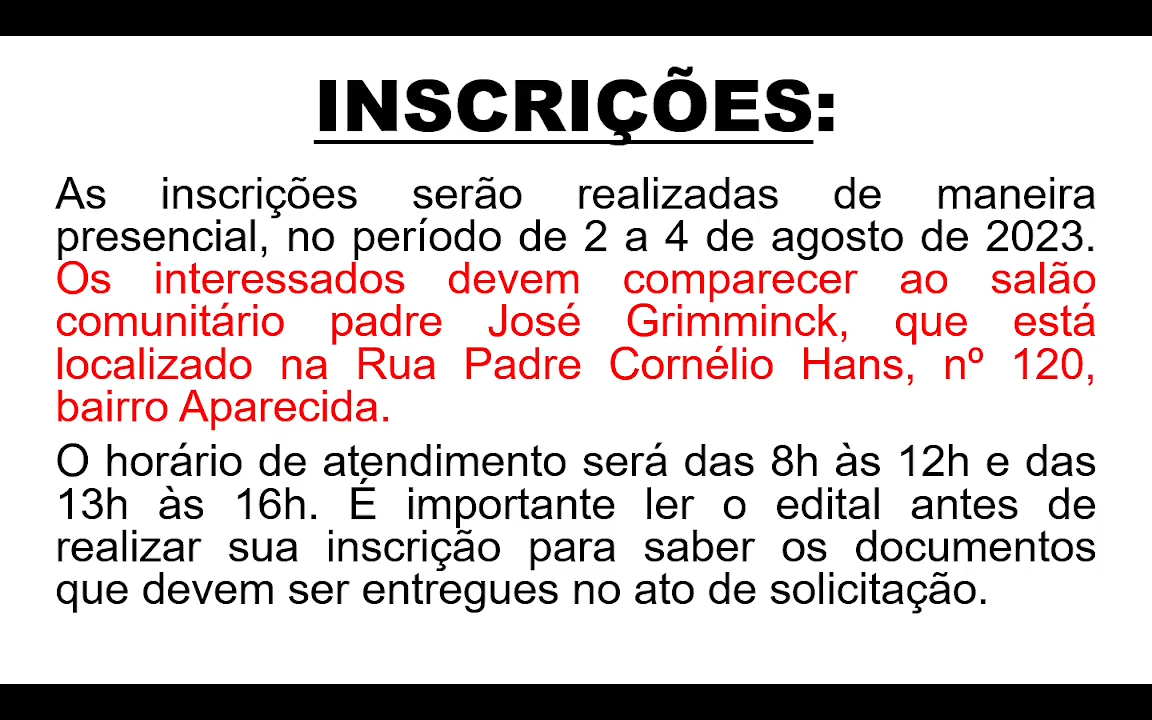 INSCRIÇÕES:
As inscrições serão realizadas de maneira
presencial, no período de 2 a 4 de agosto de 2023.
Os interessados devem comparecer ao salão
comunitário padre José Grimminck, que está
localizado na Rua Padre Cornélio Hans, nº 120,
bairro Aparecida.
O horário de atendimento será das 8h às 12h e das
13h às 16h. É importante ler o edital antes de
realizar sua inscrição para saber os documentos
que devem ser entregues no ato de solicitação.